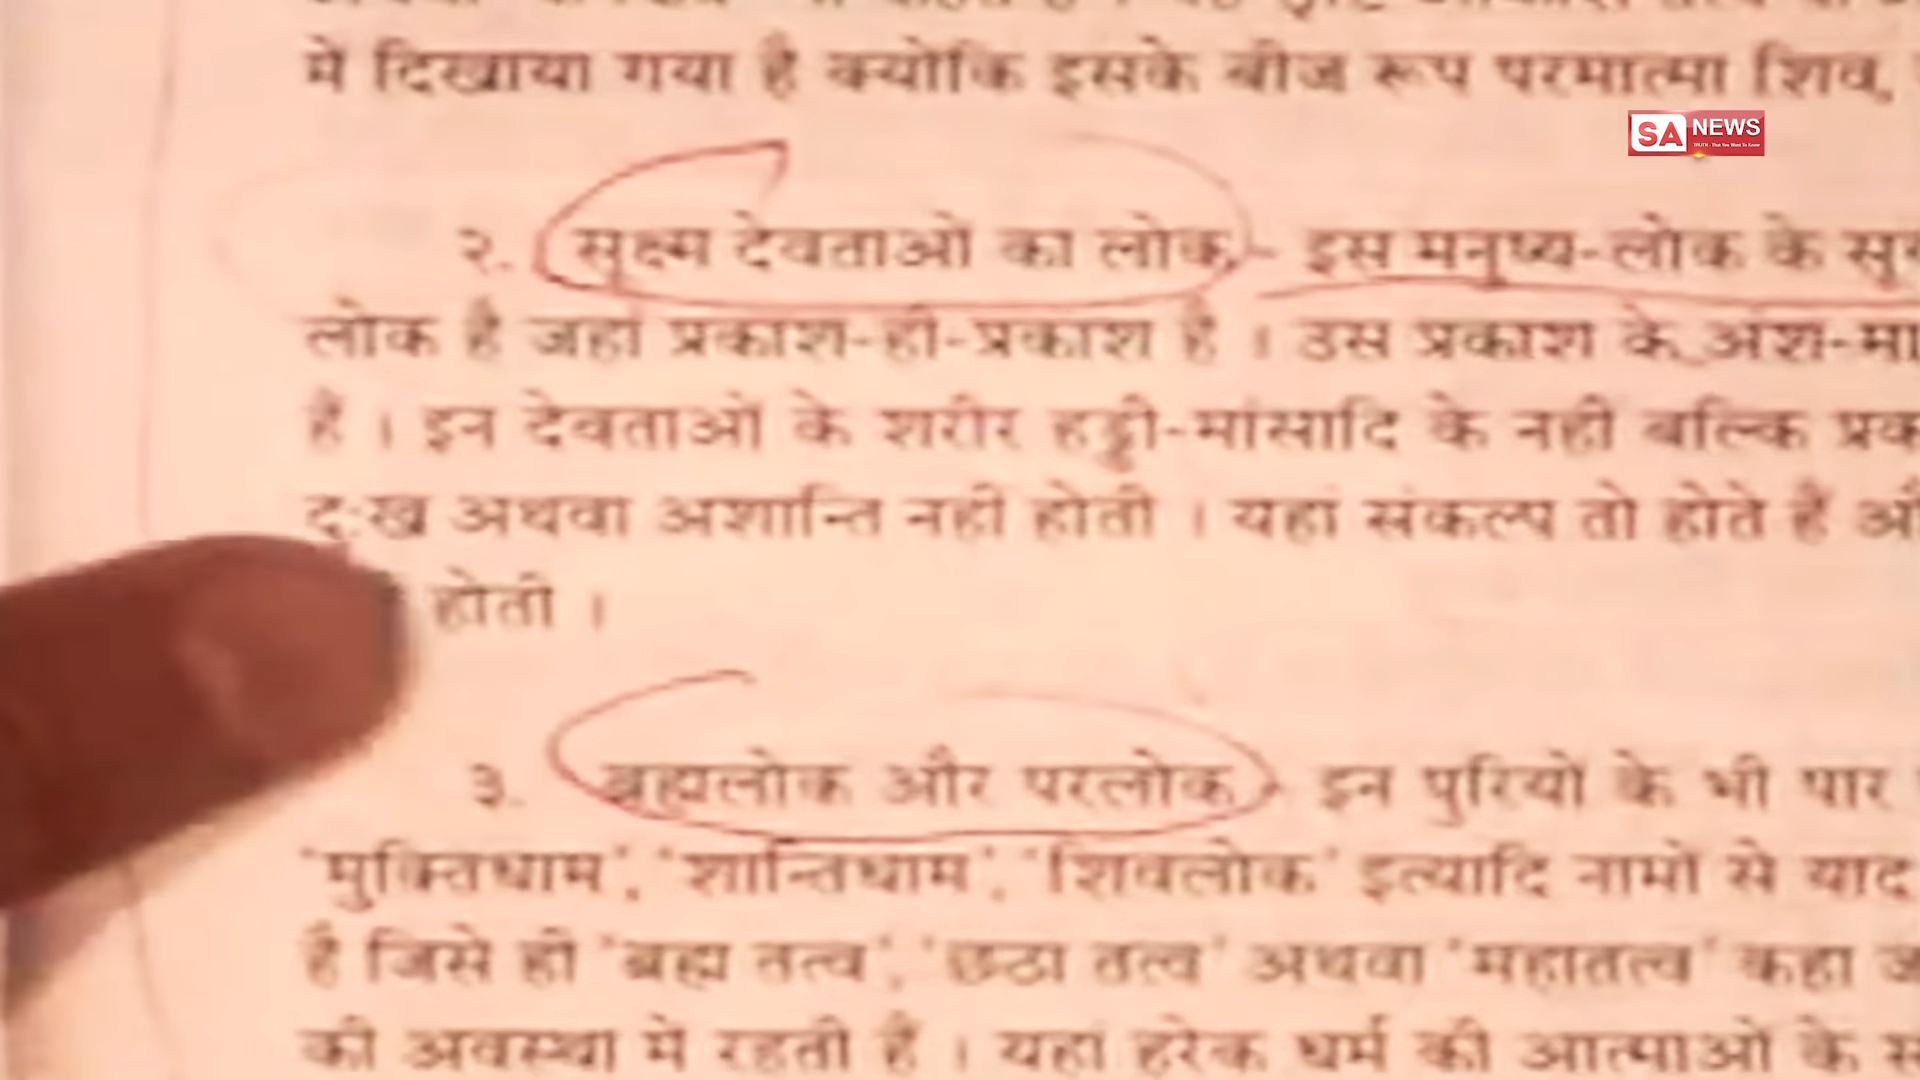 में दिखाया गया है क्योंकि इसके बीज रूप परमात्मा शिव,
SA NEWS
२. सूक्ष्म देवताओं का लोक - इस मनुष्य-लोक के
लोक है जहां प्रकाश-ही-प्रकाश है । उस प्रकाश के अंश-मा
है । इन देवताओं के शरीर हड्डी-मांसादि के नहीं बल्कि प्रक
दुःख अथवा अशान्ति नहीं होती । यहां संकल्प तो होते हैं औ
होती ।
३. ब्रह्मलोक और परलोक - इन पुरियों के भी पार
'मुक्तिधाम', 'शान्तिधाम', 'शिवलोक' इत्यादि नामों से याद
है जिसे ही 'ब्रह्म तत्व', 'छठा तत्व' अथवा 'महातत्व' कहा ज
की अवस्था में रहती हैं । यहां हरेक धर्म की आत्माओं के